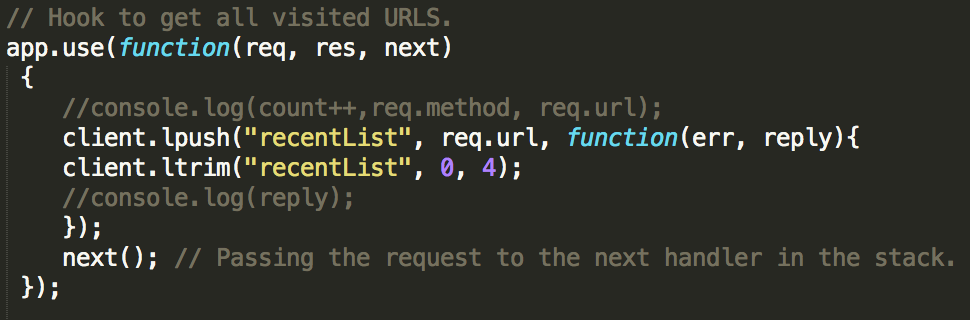 // Hook to get all visited URLS.
app.use(function(req, res, next)
{
//console.log(count++,req.method, req.url);
client.lpush("recentList", req.url, function(err, reply){
client.ltrim("recentList", 0, 4);
//console.log(reply);
});
next(); // Passing the request to the next handler in the stack.
});